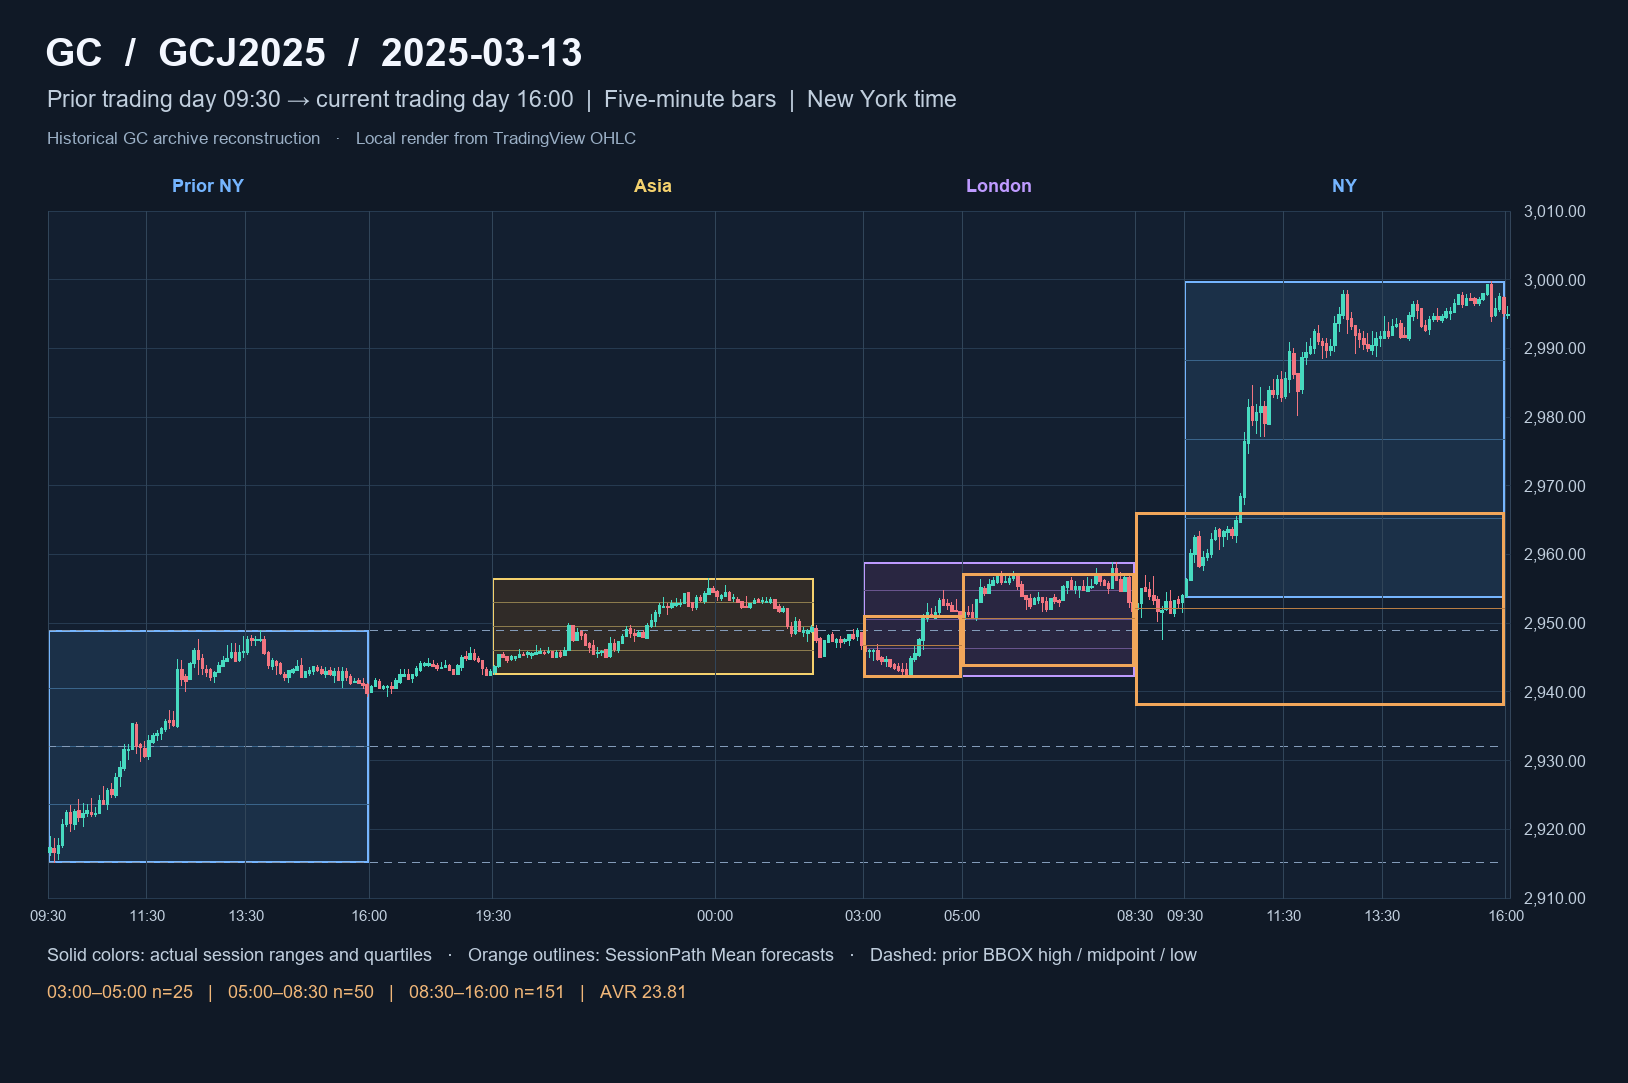 GC / GCJ2025 / 2025-03-13
Prior trading day 09:30 → current trading day 16:00 | Five-minute bars | New York time
Historical GC archive reconstruction · Local render from TradingView OHLC
Prior NY
Asia
London
NY
3,010.00
3,000.00
2,990.00
2,980.00
2,970.00
2,960.00
2,950.00
2,940.00
2,930.00
2,920.00
2,910.00
09:30 11:30 13:30 16:00 19:30 00:00 03:00 05:00 08:30 09:30 11:30 13:30 16:00
Solid colors: actual session ranges and quartiles · Orange outlines: SessionPath Mean forecasts · Dashed: prior BBOX high / midpoint / low
03:00–05:00 n=25 | 05:00–08:30 n=50 | 08:30–16:00 n=151 | AVR 23.81